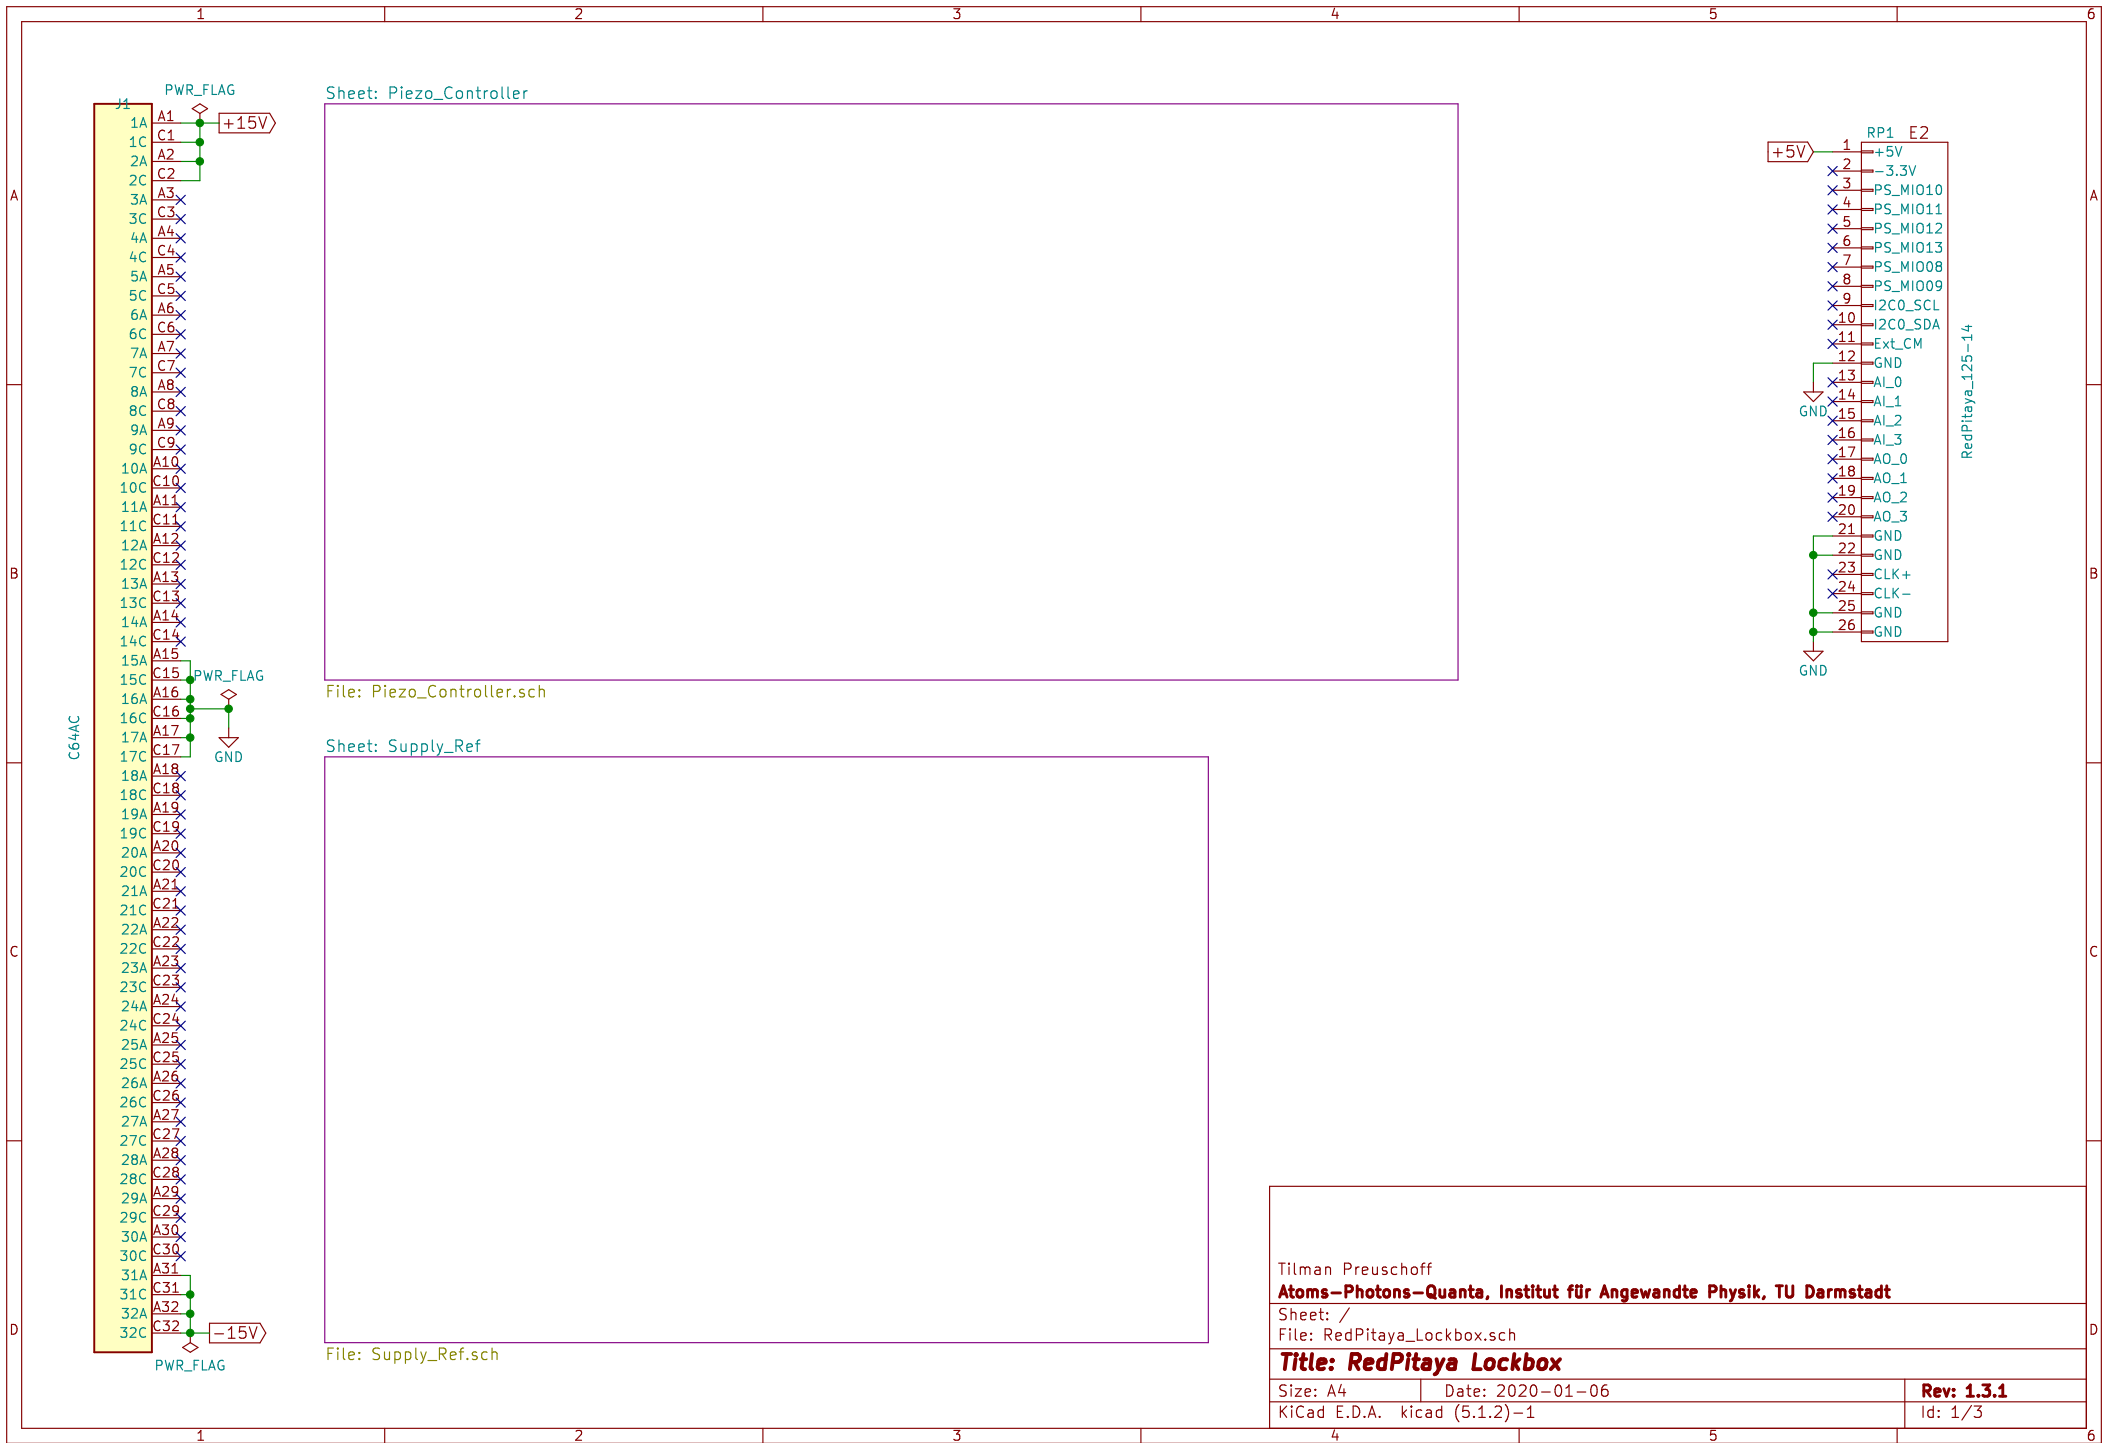 1 2 3 4 5 6
PWR_FLAG
J1
1A A1 +15V
1C C1
2A A2
2C C2
3A A3
3C C3
4A A4
4C C4
5A A5
5C C5
6A A6
6C C6
7A A7
7C C7
8A A8
8C C8
9A A9
9C C9
10A A10
10C C10
11A A11
11C C11
12A A12
12C C12
13A A13
13C C13
14A A14
14C C14
15A A15
15C C15 PWR_FLAG
16A A16
16C C16
17A A17
17C C17 GND
18A A18
18C C18
19A A19
19C C19
20A A20
20C C20
21A A21
21C C21
22A A22
22C C22
23A A23
23C C23
24A A24
24C C24
25A A25
25C C25
26A A26
26C C26
27A A27
27C C27
28A A28
28C C28
29A A29
29C C29
30A A30
30C C30
31A A31
31C C31
32A A32
32C C32 -15V
PWR_FLAG
C64AC
Sheet: Piezo_Controller
File: Piezo_Controller.sch
Sheet: Supply_Ref
File: Supply_Ref.sch
RP1 E2
+5V 1 +5V
2 -3.3V
3 PS_MIO10
4 PS_MIO11
5 PS_MIO12
6 PS_MIO13
7 PS_MIO08
8 PS_MIO09
9 I2C0_SCL
10 I2C0_SDA
11 Ext_CM
12 GND
13 AI_0
GND 14 AI_1
15 AI_2
16 AI_3
17 AO_0
18 AO_1
19 AO_2
20 AO_3
21 GND
22 GND
23 CLK+
24 CLK-
25 GND
26 GND
GND
RedPitaya_125-14
A A
B B
C C
D D
Tilman Preuschoff
Atoms-Photons-Quanta, Institut für Angewandte Physik, TU Darmstadt
Sheet: /
File: RedPitaya_Lockbox.sch
Title: RedPitaya Lockbox
Size: A4 Date: 2020-01-06 Rev: 1.3.1
KiCad E.D.A. kicad (5.1.2)-1 Id: 1/3
1 2 3 4 5 6